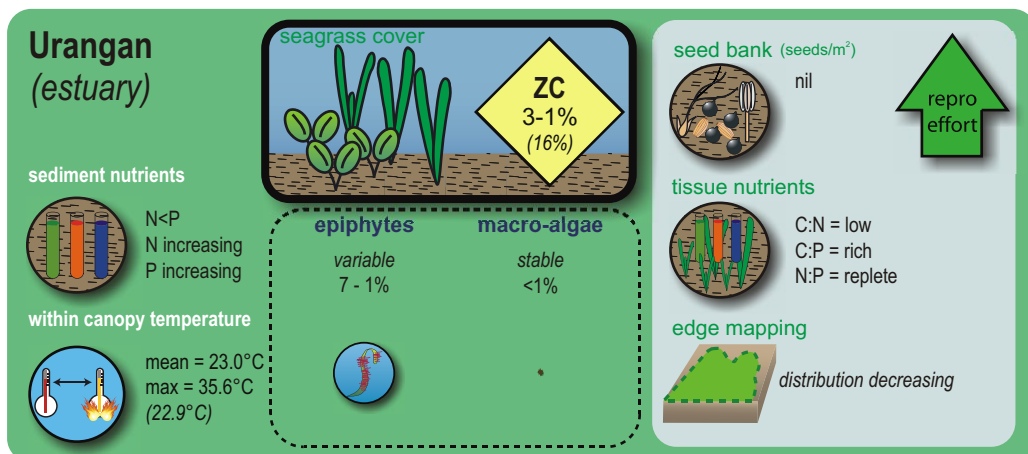 Urangan
(estuary)
sediment nutrients
N<P
N increasing
P increasing
within canopy temperature
mean = 23.0°C
max = 35.6°C
(22.9°C)
seagrass cover
ZC
3-1%
(16%)
epiphytes
variable
7 - 1%
macro-algae
stable
<1%
seed bank (seeds/m²)
nil
repro
effort
tissue nutrients
C:N = low
C:P = rich
N:P = replete
edge mapping
distribution decreasing